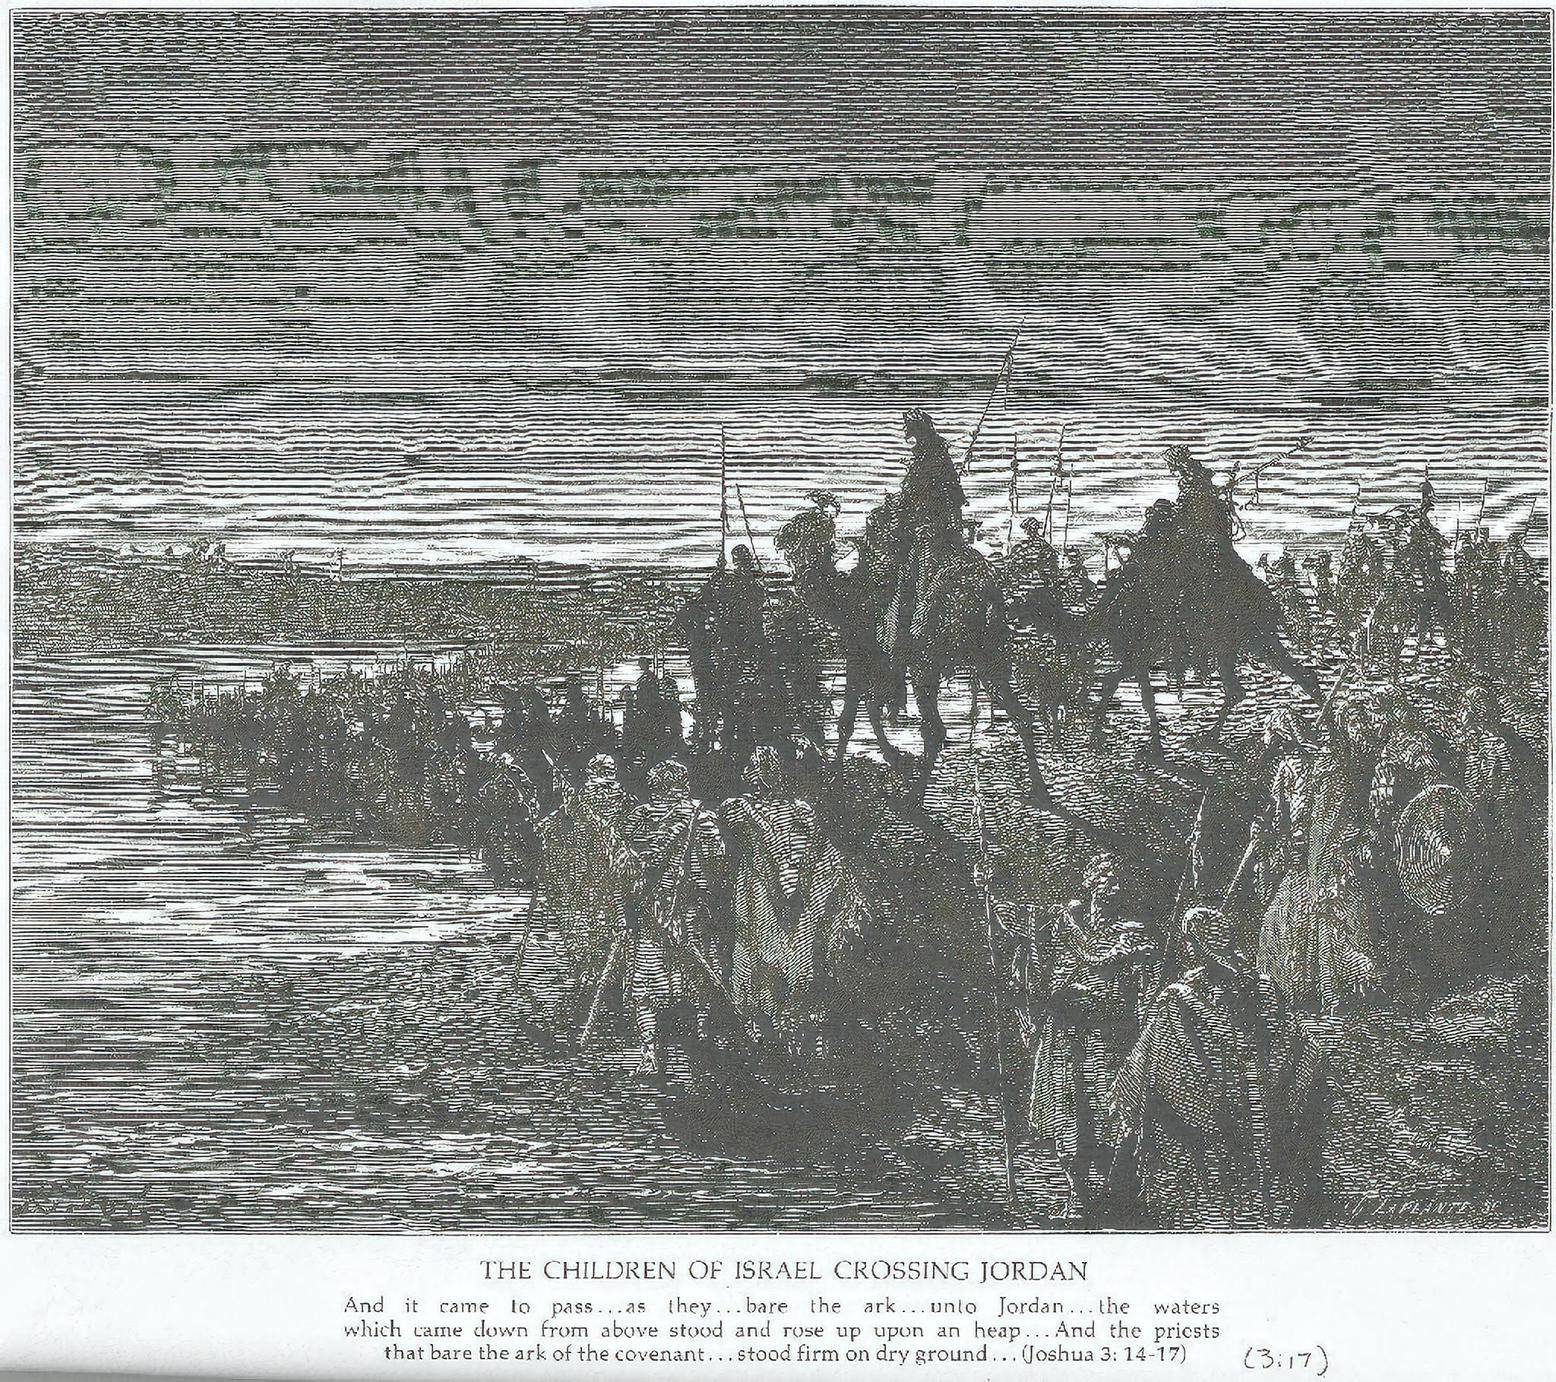 C. LAPLANTE
THE CHILDREN OF ISRAEL CROSSING JORDAN
And it came to pass...as they...bare the ark...unto Jordan...the waters
which came down from above stood and rose up upon an heap...And the priests
that bare the ark of the covenant...stood firm on dry ground...(Joshua 3: 14-17)
(3:17)